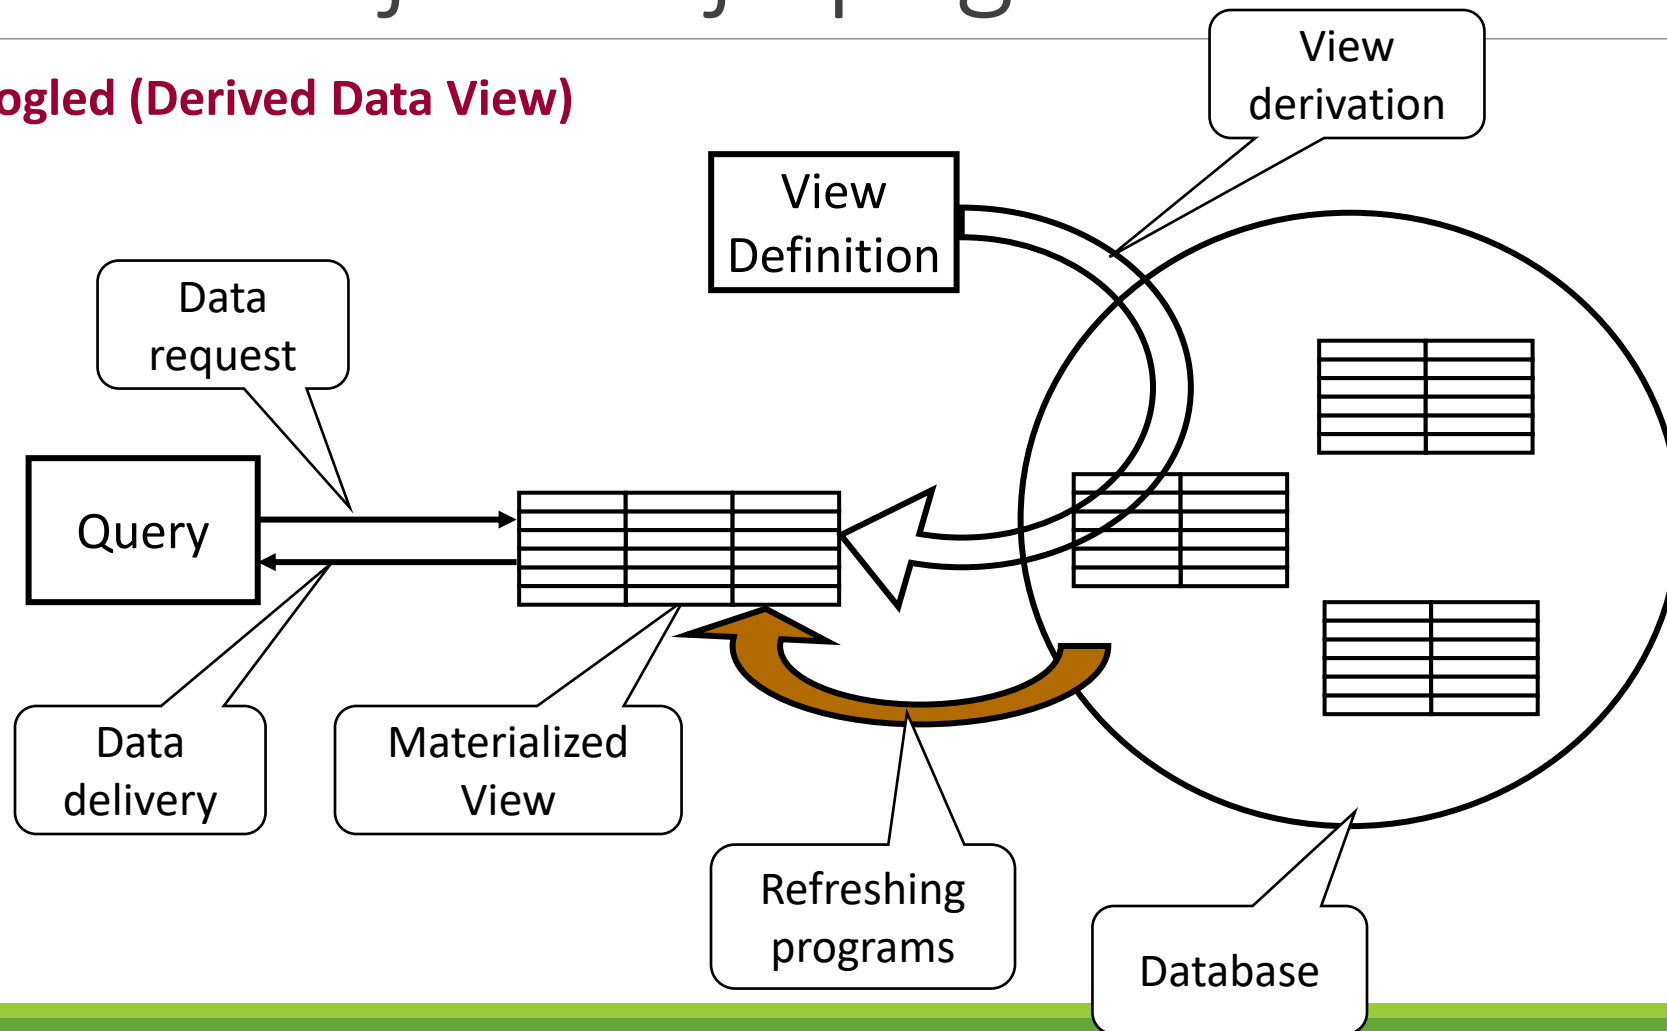 ogled (Derived Data View)
View
derivation
View
Definition
Data
request
Query
Data
delivery
Materialized
View
Refreshing
programs
Database